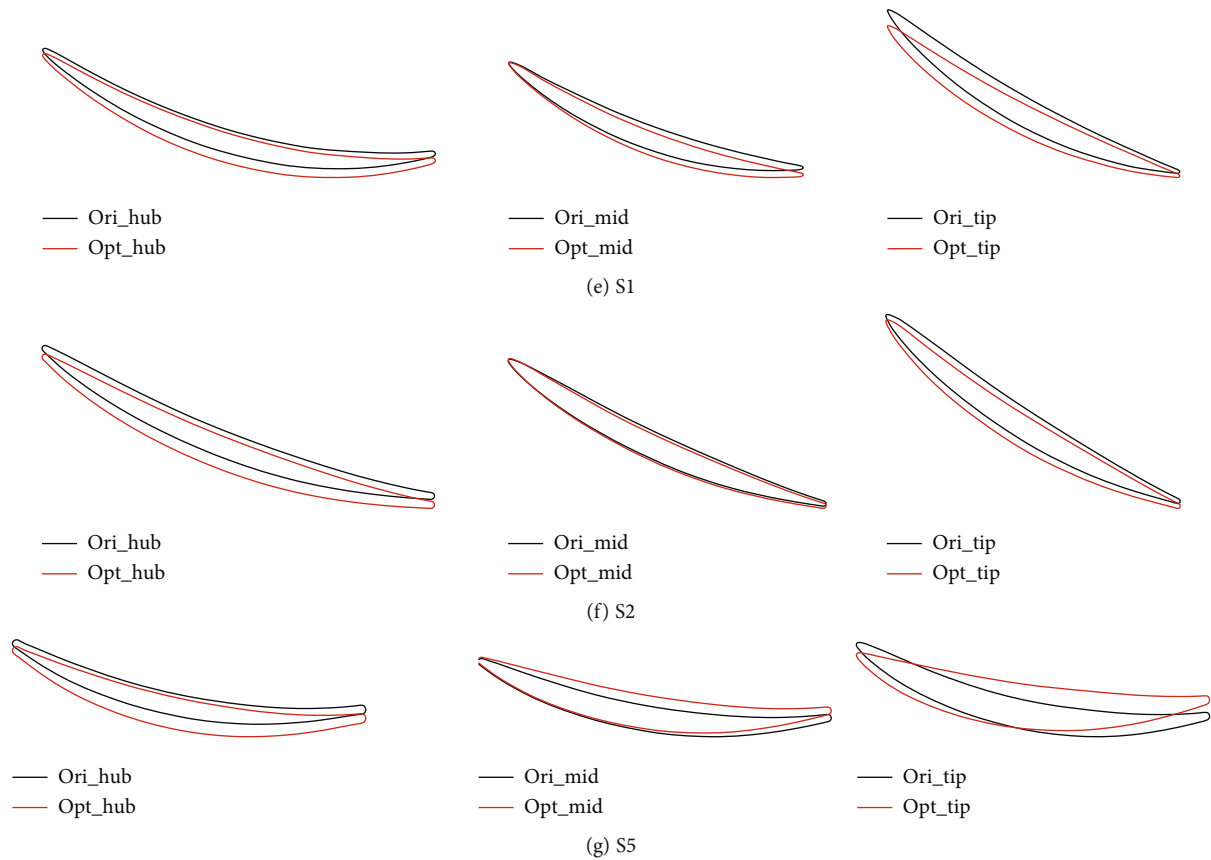 Ori_hub
Opt_hub
Ori_mid
Opt_mid
Ori_tip
Opt_tip
(e) S1
Ori_hub
Opt_hub
Ori_mid
Opt_mid
Ori_tip
Opt_tip
(f) S2
Ori_hub
Opt_hub
Ori_mid
Opt_mid
Ori_tip
Opt_tip
(g) S5